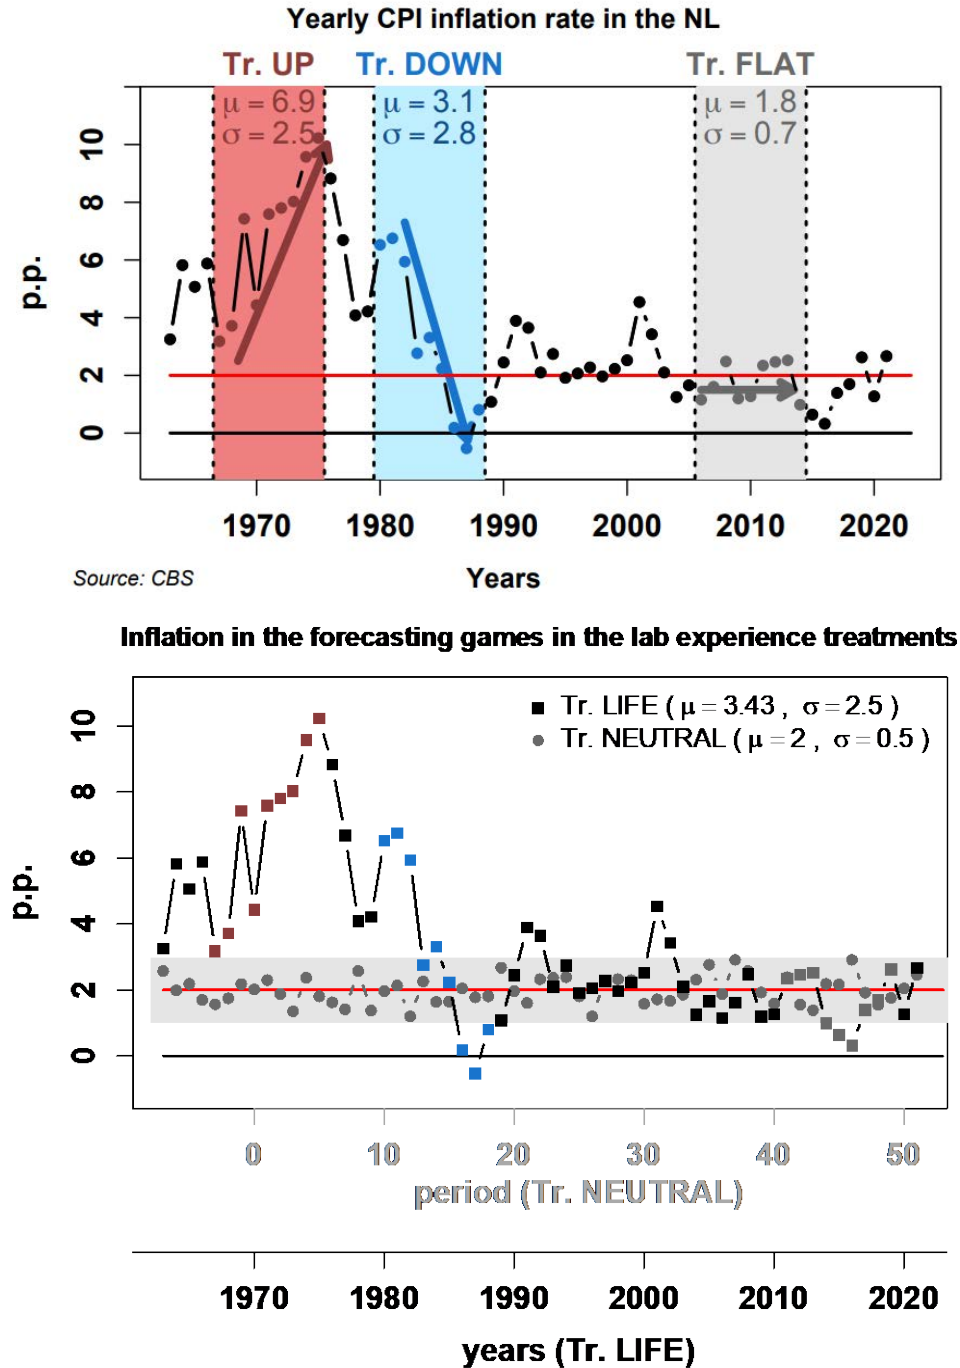 Yearly CPI inflation rate in the NL
Tr. UP Tr. DOWN Tr. FLAT
μ = 6.9 μ = 3.1 μ = 1.8
σ = 2.5 σ = 2.8 σ = 0.7
10
8
6
4
2
0
p.p.
1970 1980 1990 2000 2010 2020
Source: CBS Years
Inflation in the forecasting games in the lab experience treatments
Tr. LIFE ( μ = 3.43 , σ = 2.5 )
Tr. NEUTRAL ( μ = 2 , σ = 0.5 )
10
8
6
4
2
0
p.p.
0 10 20 30 40 50
period (Tr. NEUTRAL)
1970 1980 1990 2000 2010 2020
years (Tr. LIFE)